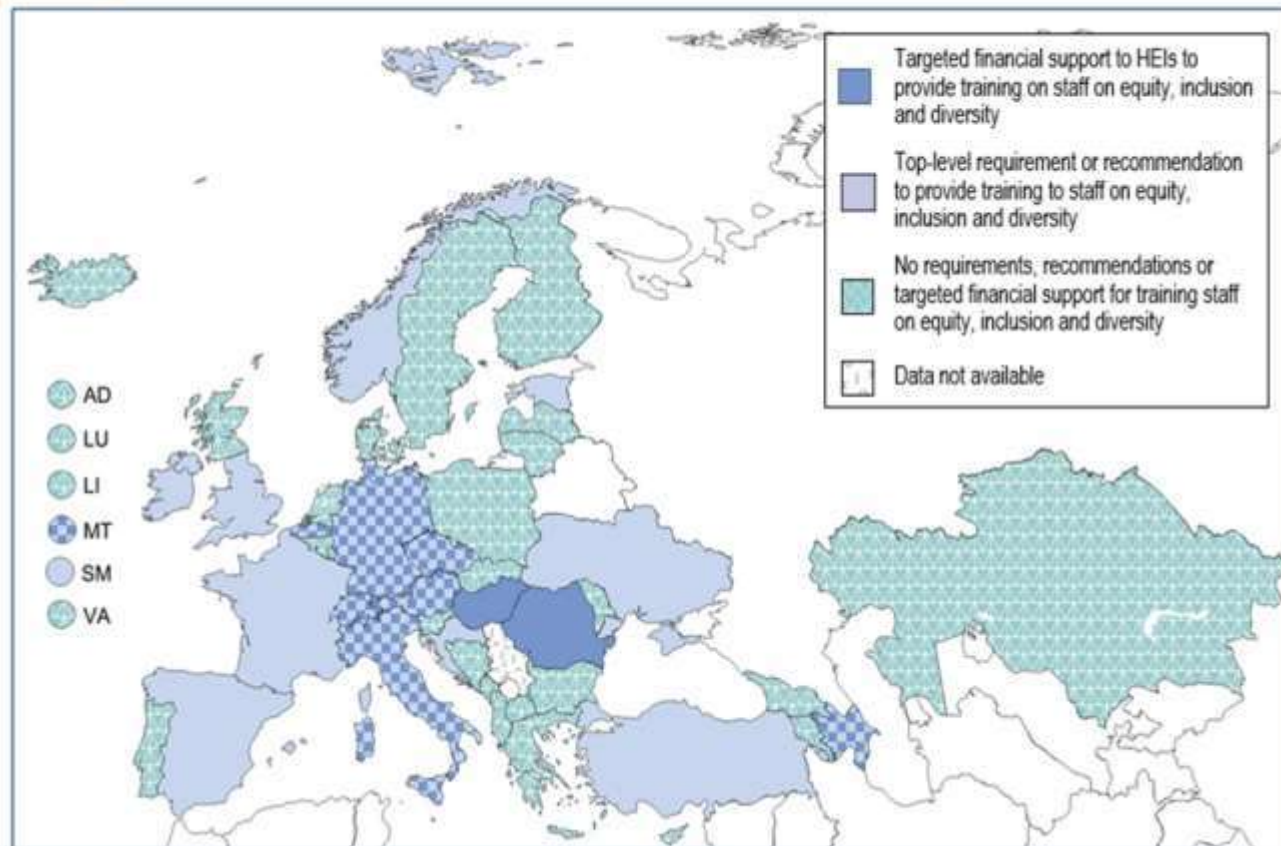 Targeted financial support to HEIs to
provide training on staff on equity, inclusion
and diversity
Top-level requirement or recommendation
to provide training to staff on equity,
inclusion and diversity
No requirements, recommendations or
targeted financial support for training staff
on equity, inclusion and diversity
Data not available
AD
LU
LI
MT
SM
VA